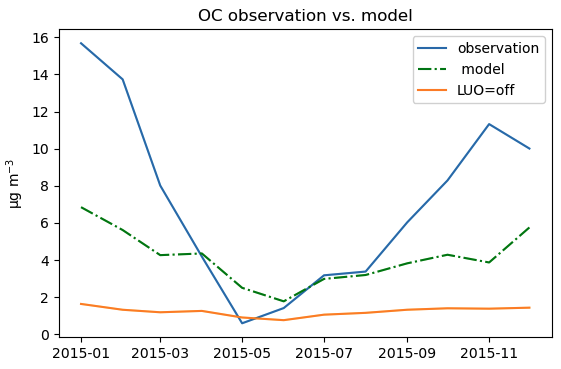 OC observation vs. model
observation
model
LUO=off
µg m⁻³
16
14
12
10
8
6
4
2
0
2015-01 2015-03 2015-05 2015-07 2015-09 2015-11